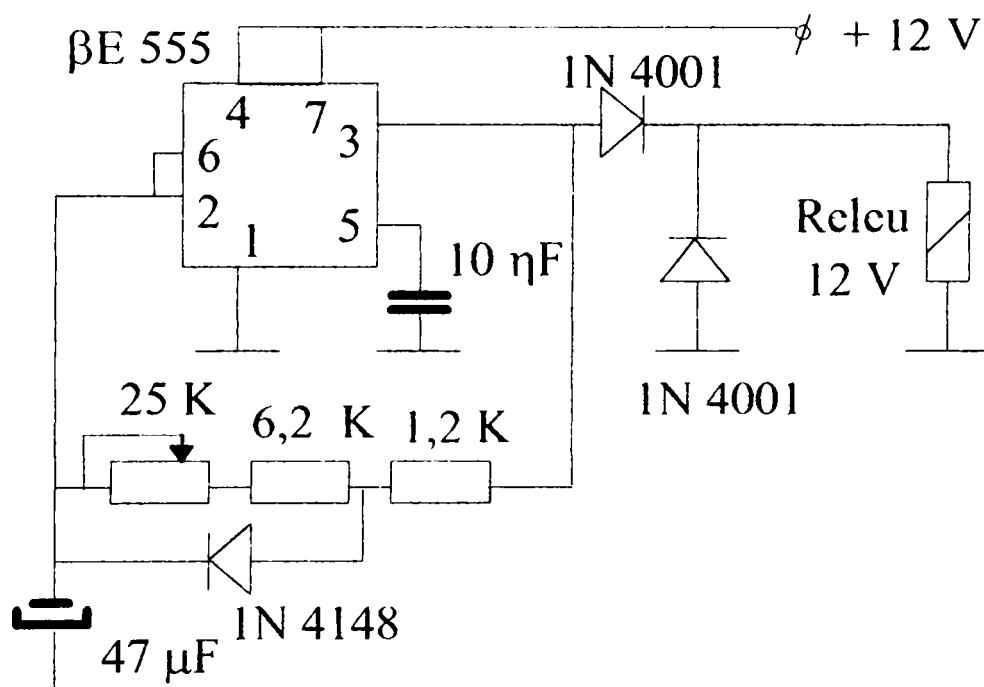 + 12 V
βE 555
1N 4001
4 7
3
6
2
1
5
10 ηF
Releu
12 V
1N 4001
25 K
6,2 K
1,2 K
1N 4148
47 μF